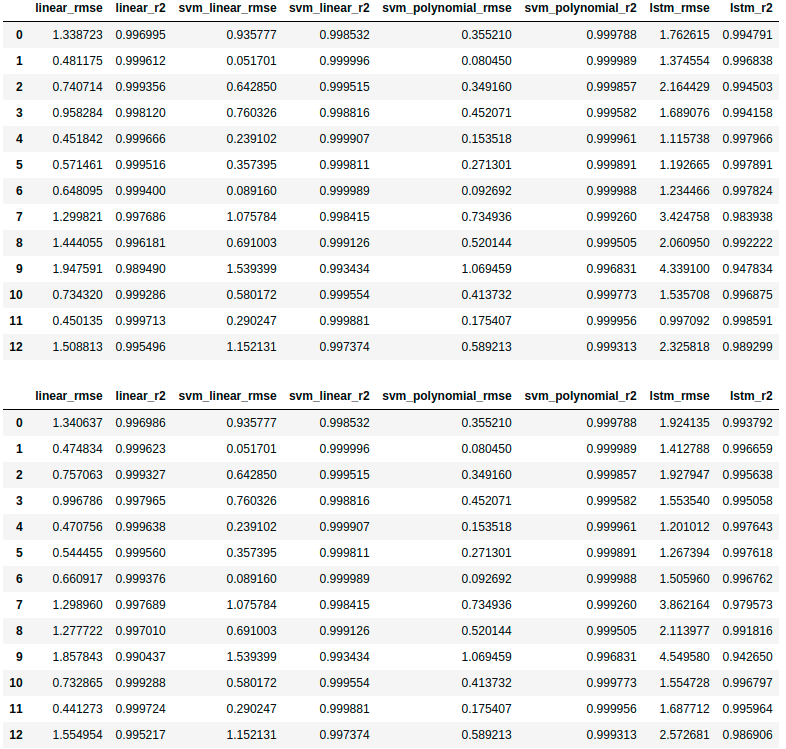 linear_rmse linear_r2 svm_linear_rmse svm_linear_r2 svm_polynomial_rmse svm_polynomial_r2 lstm_rmse lstm_r2
0 1.338723 0.996995 0.935777 0.998532 0.355210 0.999788 1.762615 0.994791
1 0.481175 0.999612 0.051701 0.999996 0.080450 0.999989 1.374554 0.996838
2 0.740714 0.999356 0.642850 0.999515 0.349160 0.999857 2.164429 0.994503
3 0.958284 0.998120 0.760326 0.998816 0.452071 0.999582 1.689076 0.994158
4 0.451842 0.999666 0.239102 0.999907 0.153518 0.999961 1.115738 0.997966
5 0.571461 0.999516 0.357395 0.999811 0.271301 0.999891 1.192665 0.997891
6 0.648095 0.999400 0.089160 0.999989 0.092692 0.999988 1.234466 0.997824
7 1.299821 0.997686 1.075784 0.998415 0.734936 0.999260 3.424758 0.983938
8 1.444055 0.996181 0.691003 0.999126 0.520144 0.999505 2.060950 0.992222
9 1.947591 0.989490 1.539399 0.993434 1.069459 0.996831 4.339100 0.947834
10 0.734320 0.999286 0.580172 0.999554 0.413732 0.999773 1.535708 0.996875
11 0.450135 0.999713 0.290247 0.999881 0.175407 0.999956 0.997092 0.998591
12 1.508813 0.995496 1.152131 0.997374 0.589213 0.999313 2.325818 0.989299
linear_rmse linear_r2 svm_linear_rmse svm_linear_r2 svm_polynomial_rmse svm_polynomial_r2 lstm_rmse lstm_r2
0 1.340637 0.996986 0.935777 0.998532 0.355210 0.999788 1.924135 0.993792
1 0.474834 0.999623 0.051701 0.999996 0.080450 0.999989 1.412788 0.996659
2 0.757063 0.999327 0.642850 0.999515 0.349160 0.999857 1.927947 0.995638
3 0.996786 0.997965 0.760326 0.998816 0.452071 0.999582 1.553540 0.995058
4 0.470756 0.999638 0.239102 0.999907 0.153518 0.999961 1.201012 0.997643
5 0.544455 0.999560 0.357395 0.999811 0.271301 0.999891 1.267394 0.997618
6 0.660917 0.999376 0.089160 0.999989 0.092692 0.999988 1.505960 0.996762
7 1.298960 0.997689 1.075784 0.998415 0.734936 0.999260 3.862164 0.979573
8 1.277722 0.997010 0.691003 0.999126 0.520144 0.999505 2.113977 0.991816
9 1.857843 0.990437 1.539399 0.993434 1.069459 0.996831 4.549580 0.942650
10 0.732865 0.999288 0.580172 0.999554 0.413732 0.999773 1.554728 0.996797
11 0.441273 0.999724 0.290247 0.999881 0.175407 0.999956 1.687712 0.995964
12 1.554954 0.995217 1.152131 0.997374 0.589213 0.999313 2.572681 0.986906